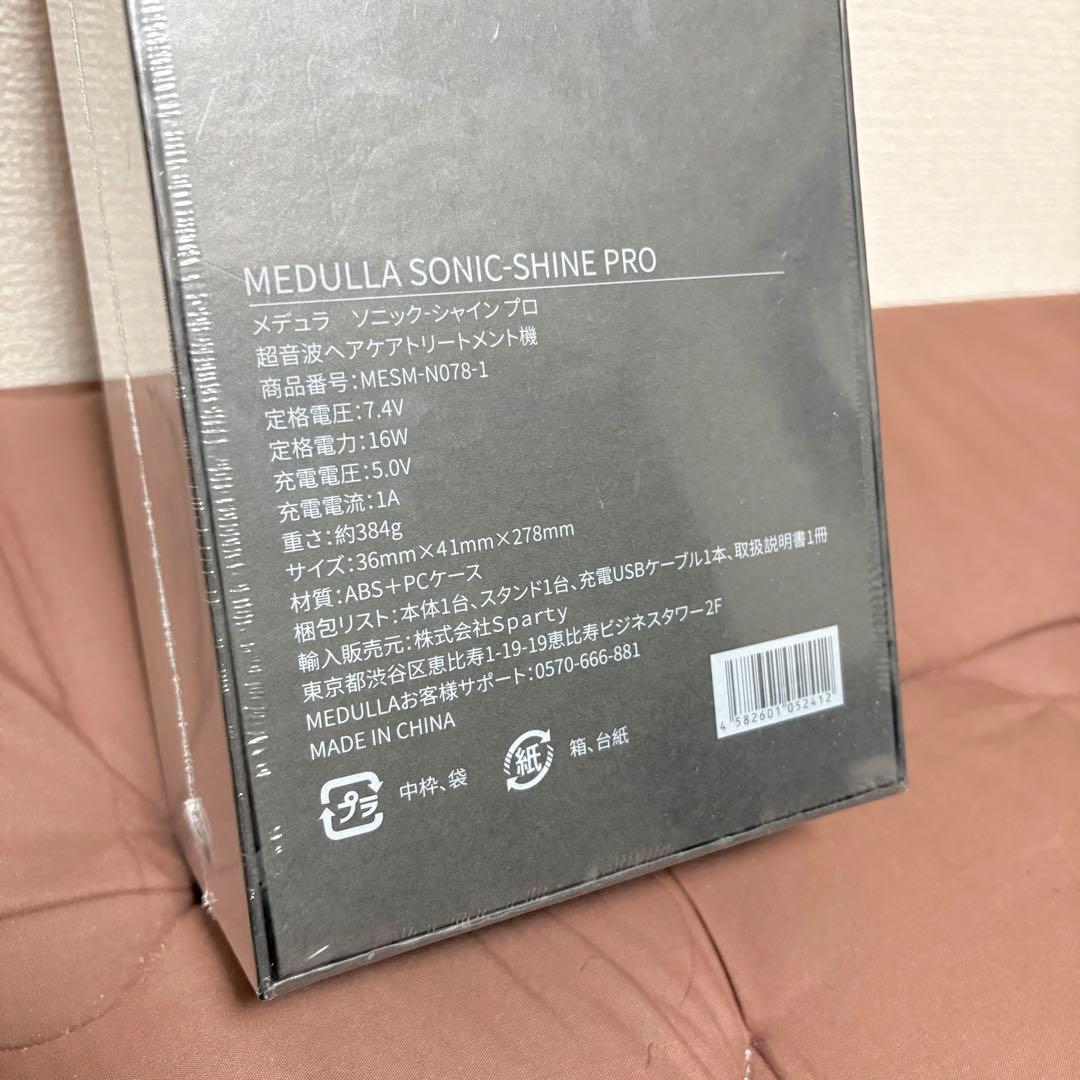 MEDULLA SONIC-SHINE PRO
メデュラ　ソニック-シャイン プロ
超音波ヘアケアトリートメント機
商品番号：MESM-N078-1
定格電圧：7.4V
定格電力：16W
充電電圧：5.0V
充電電流：1A
重さ：約384g
サイズ：36mm×41mm×278mm
材質：ABS＋PCケース
梱包リスト：本体1台、スタンド1台、充電USBケーブル1本、取扱説明書1冊
輸入販売元：株式会社Sparty
東京都渋谷区恵比寿1-19-19恵比寿ビジネスタワー2F
MEDULLAお客様サポート：0570-666-881
MADE IN CHINA
4 582601 052412
プラ 中枠、袋
紙 箱、台紙